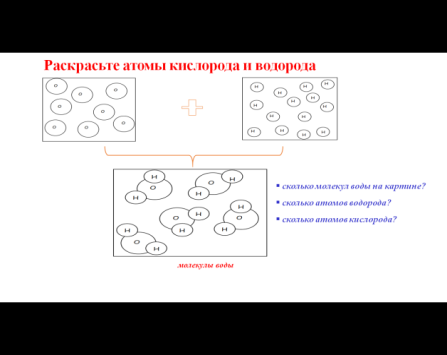 Раскрасьте атомы кислорода и водорода
O O O O O O O O
H H H H H H H H H H H H H
H O H O H H
O H H O H
H O H H
сколько молекул воды на картине?
сколько атомов водорода?
сколько атомов кислорода?
молекулы воды